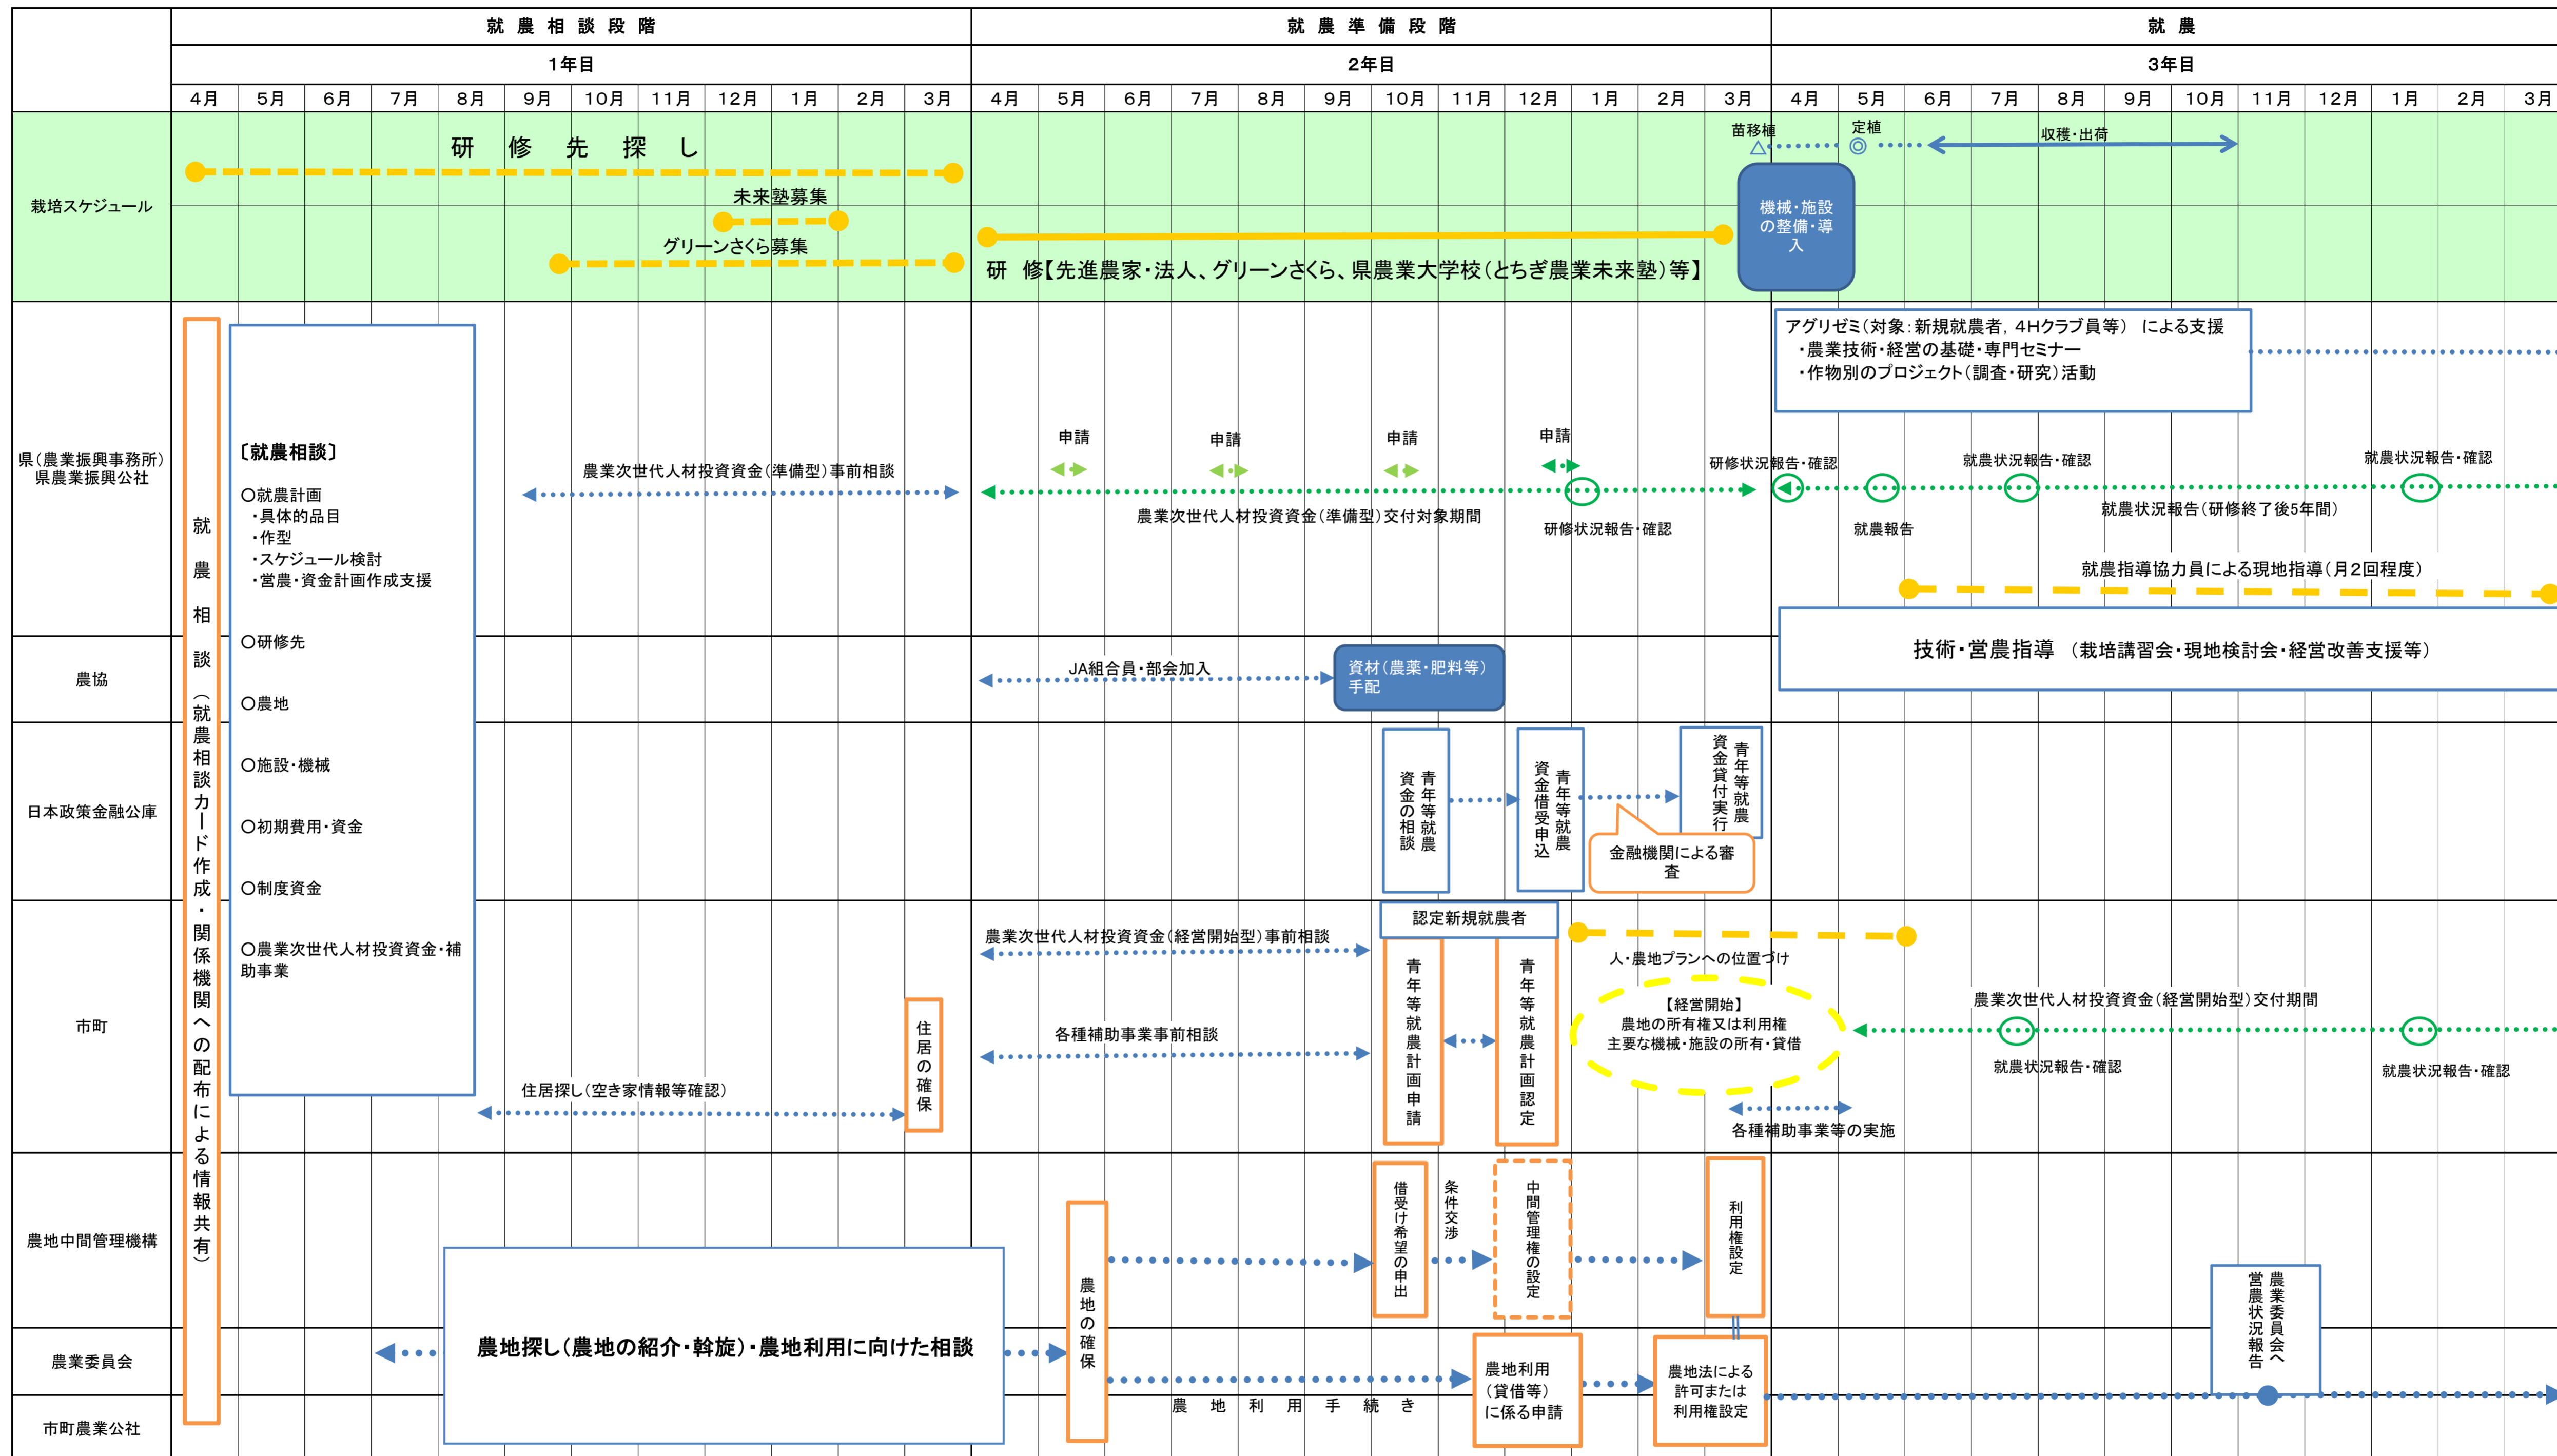 就農相談段階
就農準備段階
就農
1年目
2年目
3年目
4月 5月 6月 7月 8月 9月 10月 11月 12月 1月 2月 3月 4月 5月 6月 7月 8月 9月 10月 11月 12月 1月 2月 3月 4月 5月 6月 7月 8月 9月 10月 11月 12月 1月 2月 3月
栽培スケジュール
研修先探し
未来塾募集
グリーンさくら募集
研 修【先進農家・法人、グリーンさくら、県農業大学校（とちぎ農業未来塾）等】
苗移植
定植
収穫・出荷
機械・施設
の整備・導
入
県（農業振興事務所）
県農業振興公社
就農相談（就農相談カード作成・関係機関への配布による情報共有）
〔就農相談〕
○就農計画
・具体的品目
・作型
・スケジュール検討
・営農・資金計画作成支援
○研修先
○農地
○施設・機械
○初期費用・資金
○制度資金
○農業次世代人材投資資金・補
助事業
農業次世代人材投資資金（準備型）事前相談
申請
申請
申請
申請
農業次世代人材投資資金（準備型）交付対象期間
研修状況報告・確認
研修状況報告・確認
アグリゼミ（対象：新規就農者，4Hクラブ員等） による支援
・農業技術・経営の基礎・専門セミナー
・作物別のプロジェクト（調査・研究）活動
就農状況報告・確認
就農状況報告・確認
就農報告
就農状況報告（研修終了後5年間）
就農指導協力員による現地指導（月２回程度）
技術・営農指導 （栽培講習会・現地検討会・経営改善支援等）
農協
JA組合員・部会加入
資材（農薬・肥料等）
手配
日本政策金融公庫
青年等就農
資金の相談
青年等就農
資金借受申込
青年等就農
資金貸付実行
金融機関による審
査
市町
住居探し（空き家情報等確認）
住居の確保
農業次世代人材投資資金（経営開始型）事前相談
各種補助事業事前相談
認定新規就農者
青年等就農計画申請
青年等就農計画認定
人・農地プランへの位置づけ
【経営開始】
農地の所有権又は利用権
主要な機械・施設の所有・貸借
各種補助事業等の実施
農業次世代人材投資資金（経営開始型）交付期間
就農状況報告・確認
就農状況報告・確認
農地中間管理機構
借受け希望の申出
条件交渉
中間管理権の設定
利用権設定
農業委員会
市町農業公社
農地探し（農地の紹介・斡旋）・農地利用に向けた相談
農地の確保
農地利用手続き
農地利用
（貸借等）
に係る申請
農地法による
許可または
利用権設定
農業委員会へ
営農状況報告